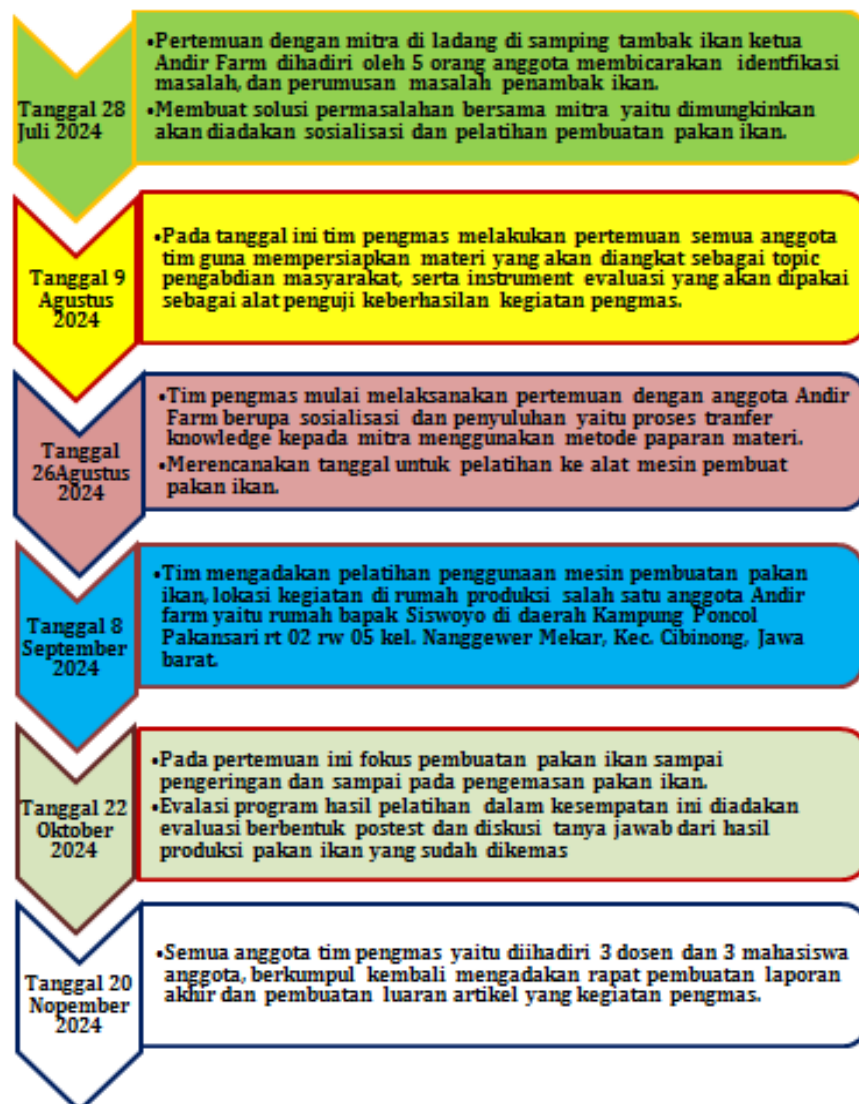 Tanggal 28
Juli 2024
•Pertemuan dengan mitra di ladang di samping tambak ikan ketua
Andir Farm dihadiri oleh 5 orang anggota membicarakan identfikasi
masalah, dan perumusan masalah penambak ikan.
•Membuat solusi permasalahan bersama mitra yaitu dimungkinkan
akan diadakan sosialisasi dan pelatihan pembuatan pakan ikan.
Tanggal 9
Agustus
2024
•Pada tanggal ini tim pengmas melakukan pertemuan semua anggota
tim guna mempersiapkan materi yang akan diangkat sebagai topic
pengabdian masyarakat, serta instrument evaluasi yang akan dipakai
sebagai alat penguji keberhasilan kegiatan pengmas.
Tanggal
26Agustus
2024
•Tim pengmas mulai melaksanakan pertemuan dengan anggota Andir
Farm berupa sosialisasi dan penyuluhan yaitu proses tranfer
knowledge kepada mitra menggunakan metode paparan materi.
•Merencanakan tanggal untuk pelatihan ke alat mesin pembuat
pakan ikan.
Tanggal 8
September
2024
•Tim mengadakan pelatihan penggunaan mesin pembuatan pakan
ikan, lokasi kegiatan di rumah produksi salah satu anggota Andir
farm yaitu rumah bapak Siswoyo di daerah Kampung Poncol
Pakansari rt 02 rw 05 kel. Nanggewer Mekar, Kec. Cibinong, Jawa
barat.
Tanggal 22
Oktober
2024
•Pada pertemuan ini fokus pembuatan pakan ikan sampai
pengeringan dan sampai pada pengemasan pakan ikan.
•Evalasi program hasil pelatihan dalam kesempatan ini diadakan
evaluasi berbentuk postest dan diskusi tanya jawab dari hasil
produksi pakan ikan yang sudah dikemas
Tanggal 20
Nopember
2024
•Semua anggota tim pengmas yaitu diihadiri 3 dosen dan 3 mahasiswa
anggota, berkumpul kembali mengadakan rapat pembuatan laporan
akhir dan pembuatan luaran artikel yang kegiatan pengmas.